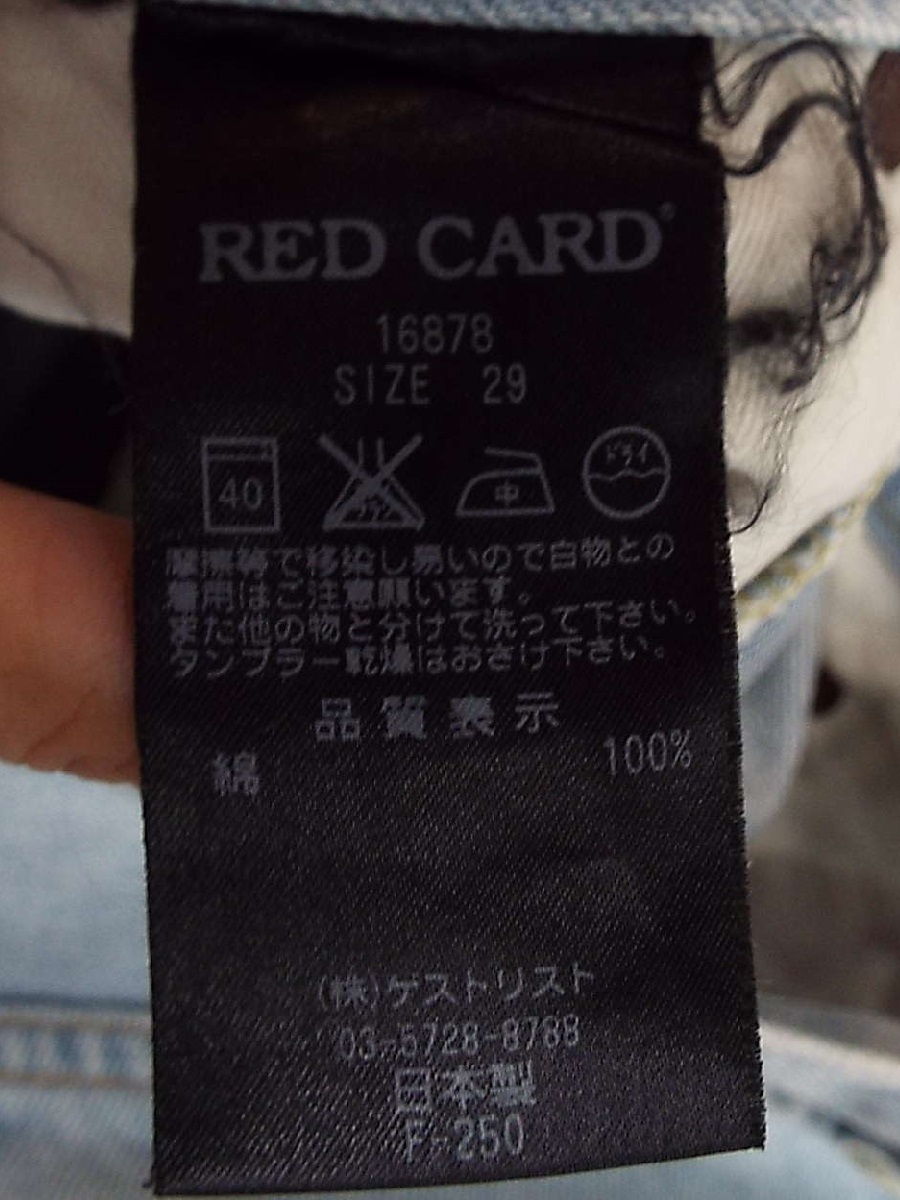 RED CARD®
16878
SIZE 29
40
中
ドライ
摩擦等で移染し易いので白物との
着用はご注意願います。
また他の物と分けて洗って下さい。
タンブラー乾燥はおさけ下さい。
品質表示
綿 100%
(株)ゲストリスト
03-5728-8788
日本製
F-250